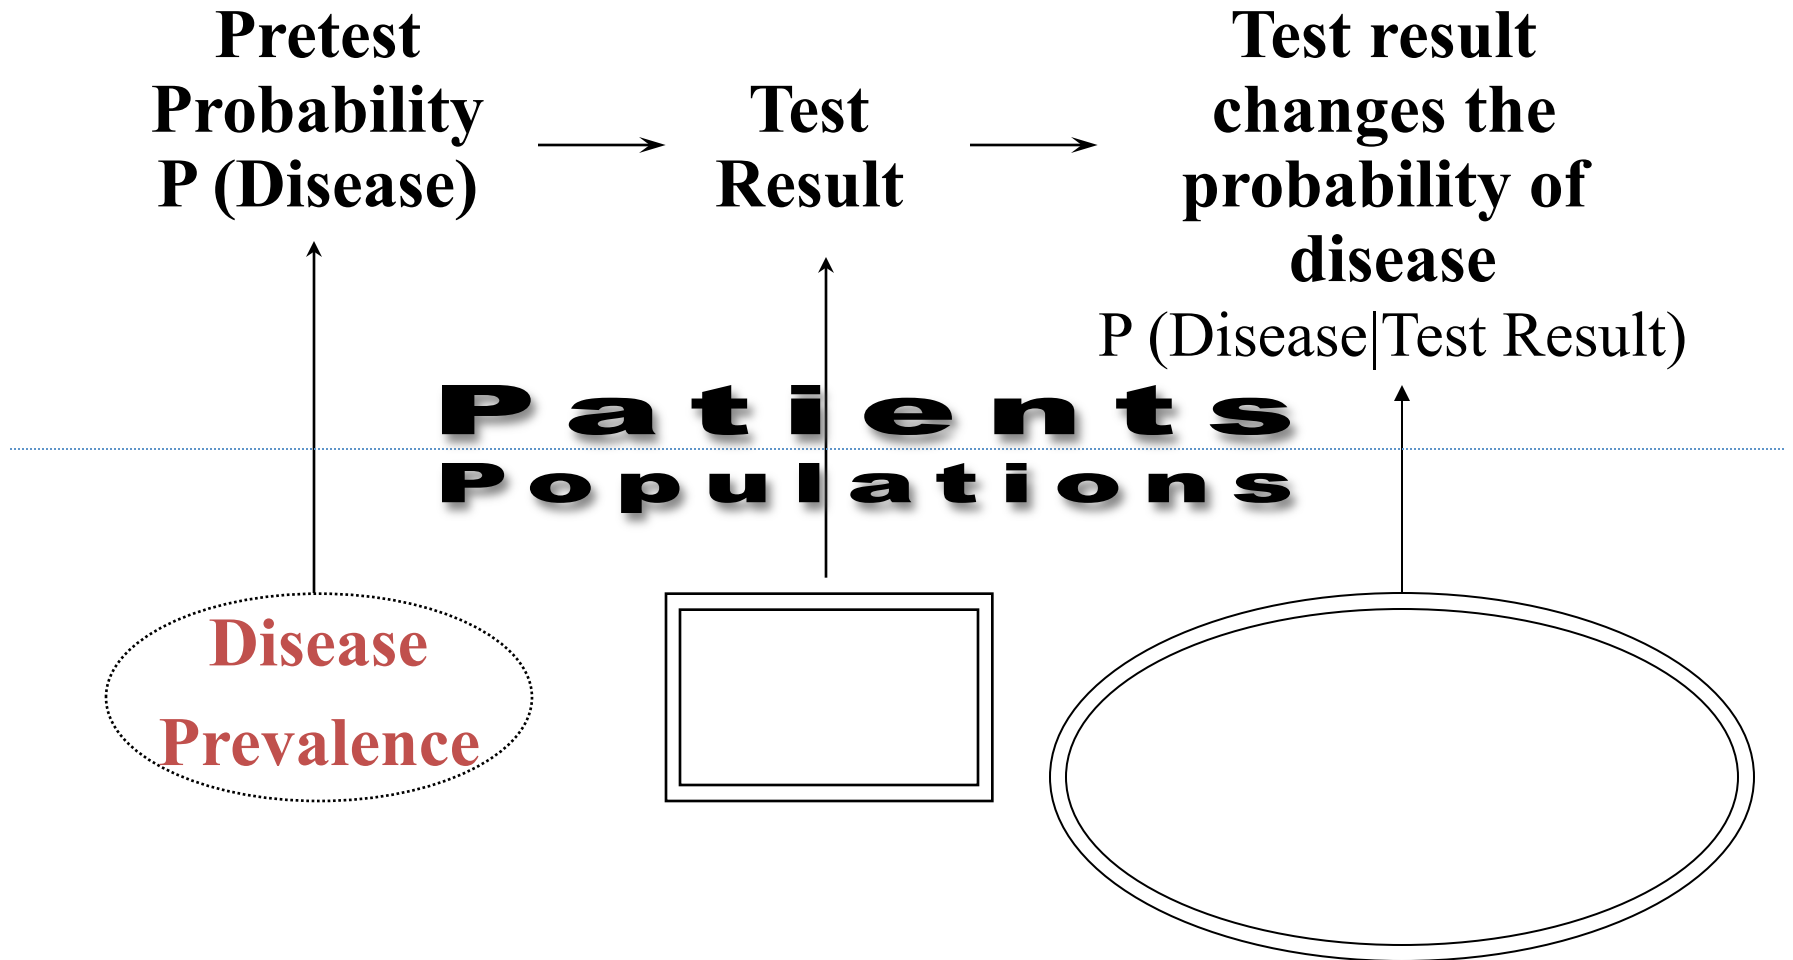 Pretest
Probability
P (Disease)
Test
Result
Test result
changes the
probability of
disease
P (Disease|Test Result)
Patients
Populations
Disease
Prevalence